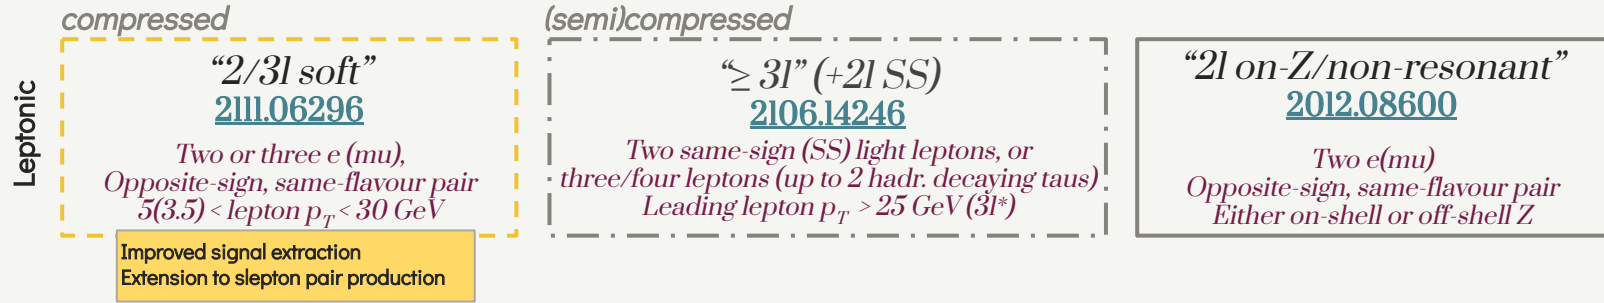 compressed
(semi)compressed
Leptonic
“2/3l soft”
2111.06296
Two or three e (mu),
Opposite-sign, same-flavour pair
5(3.5) < lepton pT < 30 GeV
Improved signal extraction
Extension to slepton pair production
“≥ 3l” (+2l SS)
2106.14246
Two same-sign (SS) light leptons, or
three/four leptons (up to 2 hadr. decaying taus)
Leading lepton pT > 25 GeV (3l*)
“2l on-Z/non-resonant”
2012.08600
Two e(mu)
Opposite-sign, same-flavour pair
Either on-shell or off-shell Z